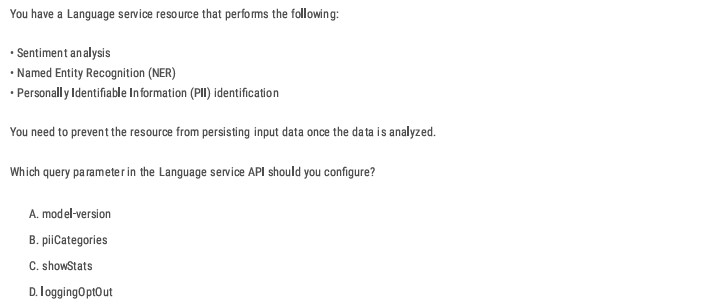 You have a Language service resource that performs the following:
• Sentiment analysis
• Named Entity Recognition (NER)
• Personally Identifiable Information (PII) identification
You need to prevent the resource from persisting input data once the data is analyzed.
Which query parameter in the Language service API should you configure?
A. model-version
B. piiCategories
C. showStats
D. loggingOptOut